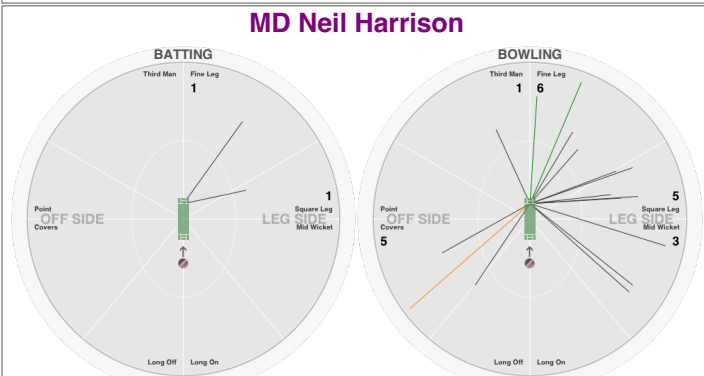 MD Neil Harrison
BATTING
Third Man Fine Leg
1
1
Point Square Leg
OFF SIDE LEG SIDE
Covers Mid Wicket
Long Off Long On
BOWLING
Third Man Fine Leg
1 6
5
Point Square Leg
OFF SIDE LEG SIDE
Covers Mid Wicket
5 3
Long Off Long On